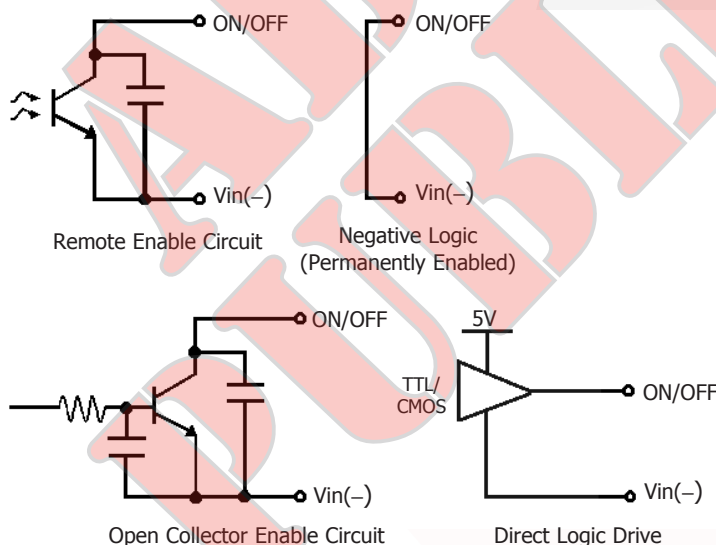 ON/OFF
Vin(−)
Remote Enable Circuit
ON/OFF
Vin(−)
Negative Logic
(Permanently Enabled)
ON/OFF
Vin(−)
Open Collector Enable Circuit
5V
TTL/
CMOS
ON/OFF
Vin(−)
Direct Logic Drive